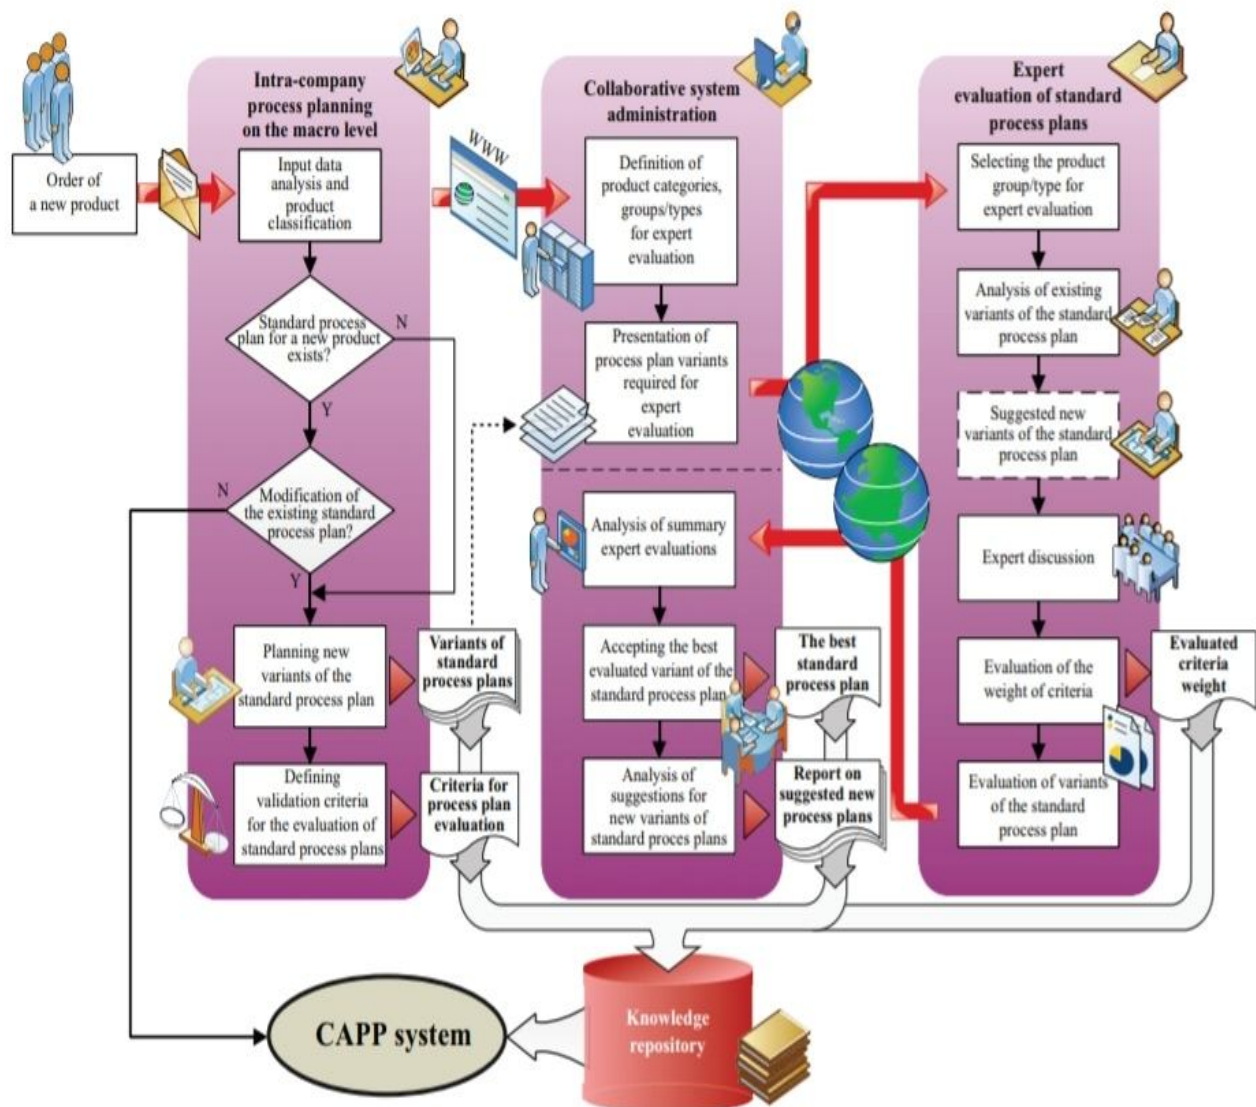 Order of
a new product
Intra-company
process planning
on the macro level
Input data
analysis and
product
classification
Standard process
plan for a new product
exists?
N
Y
Modification of
the existing standard
process plan?
N
Y
Planning new
variants of the
standard process plan
Variants of
standard
process plans
Defining
validation criteria
for the evaluation of
standard process plans
Criteria for
process plan
evaluation
WWW
Collaborative system
administration
Definition of
product categories,
groups/types
for expert
evaluation
Presentation of
process plan variants
required for
expert
evaluation
Analysis of summary
expert evaluations
Accepting the best
evaluated variant of the
standard process plan
The best
standard
process plan
Analysis of
suggestions for
new variants of
standard proces plans
Report on
suggested new
process plans
Expert
evaluation of standard
process plans
Selecting the product
group/type for
expert evaluation
Analysis of existing
variants of the standard
process plan
Suggested new
variants of the standard
process plan
Expert discussion
Evaluation of the
weight of criteria
Evaluated
criteria
weight
Evaluation of variants
of the standard
process plan
CAPP system
Knowledge
repository